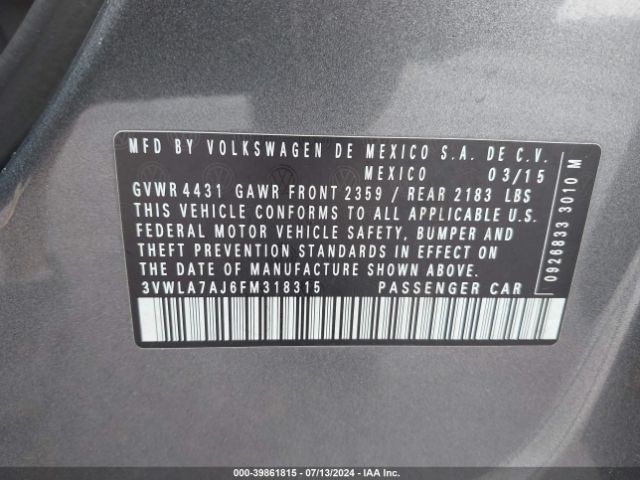 MFD BY VOLKSWAGEN DE MEXICO S.A. DE C.V.
MEXICO 03/15
GVWR 4431 GAWR FRONT 2359 / REAR 2183 LBS
THIS VEHICLE CONFORMS TO ALL APPLICABLE U.S.
FEDERAL MOTOR VEHICLE SAFETY, BUMPER AND
THEFT PREVENTION STANDARDS IN EFFECT ON
THE DATE OF MANUFACTURE SHOWN ABOVE.
3VWLA7AJ6FM318315 PASSENGER CAR
0926833 3010 M
000-39861815 / 07/13/2024 / IAAI.COM